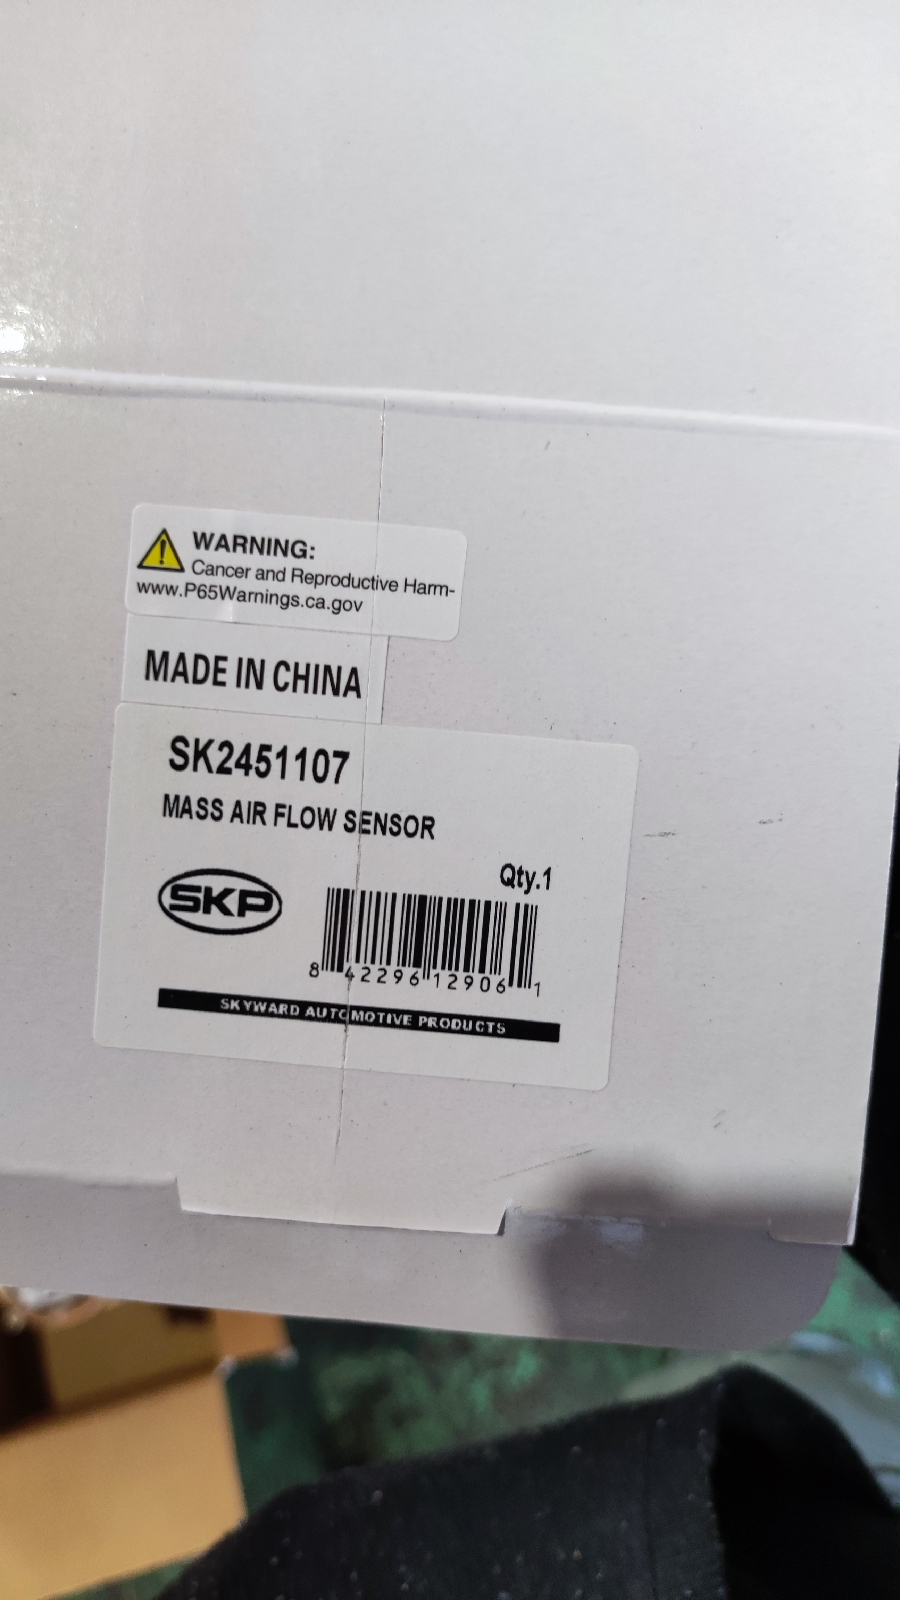 WARNING:
Cancer and Reproductive Harm-
www.P65Warnings.ca.gov
MADE IN CHINA
SK2451107
MASS AIR FLOW SENSOR
Qty.1
SKP
8 42296 12906 1
SKYWARD AUTOMOTIVE PRODUCTS